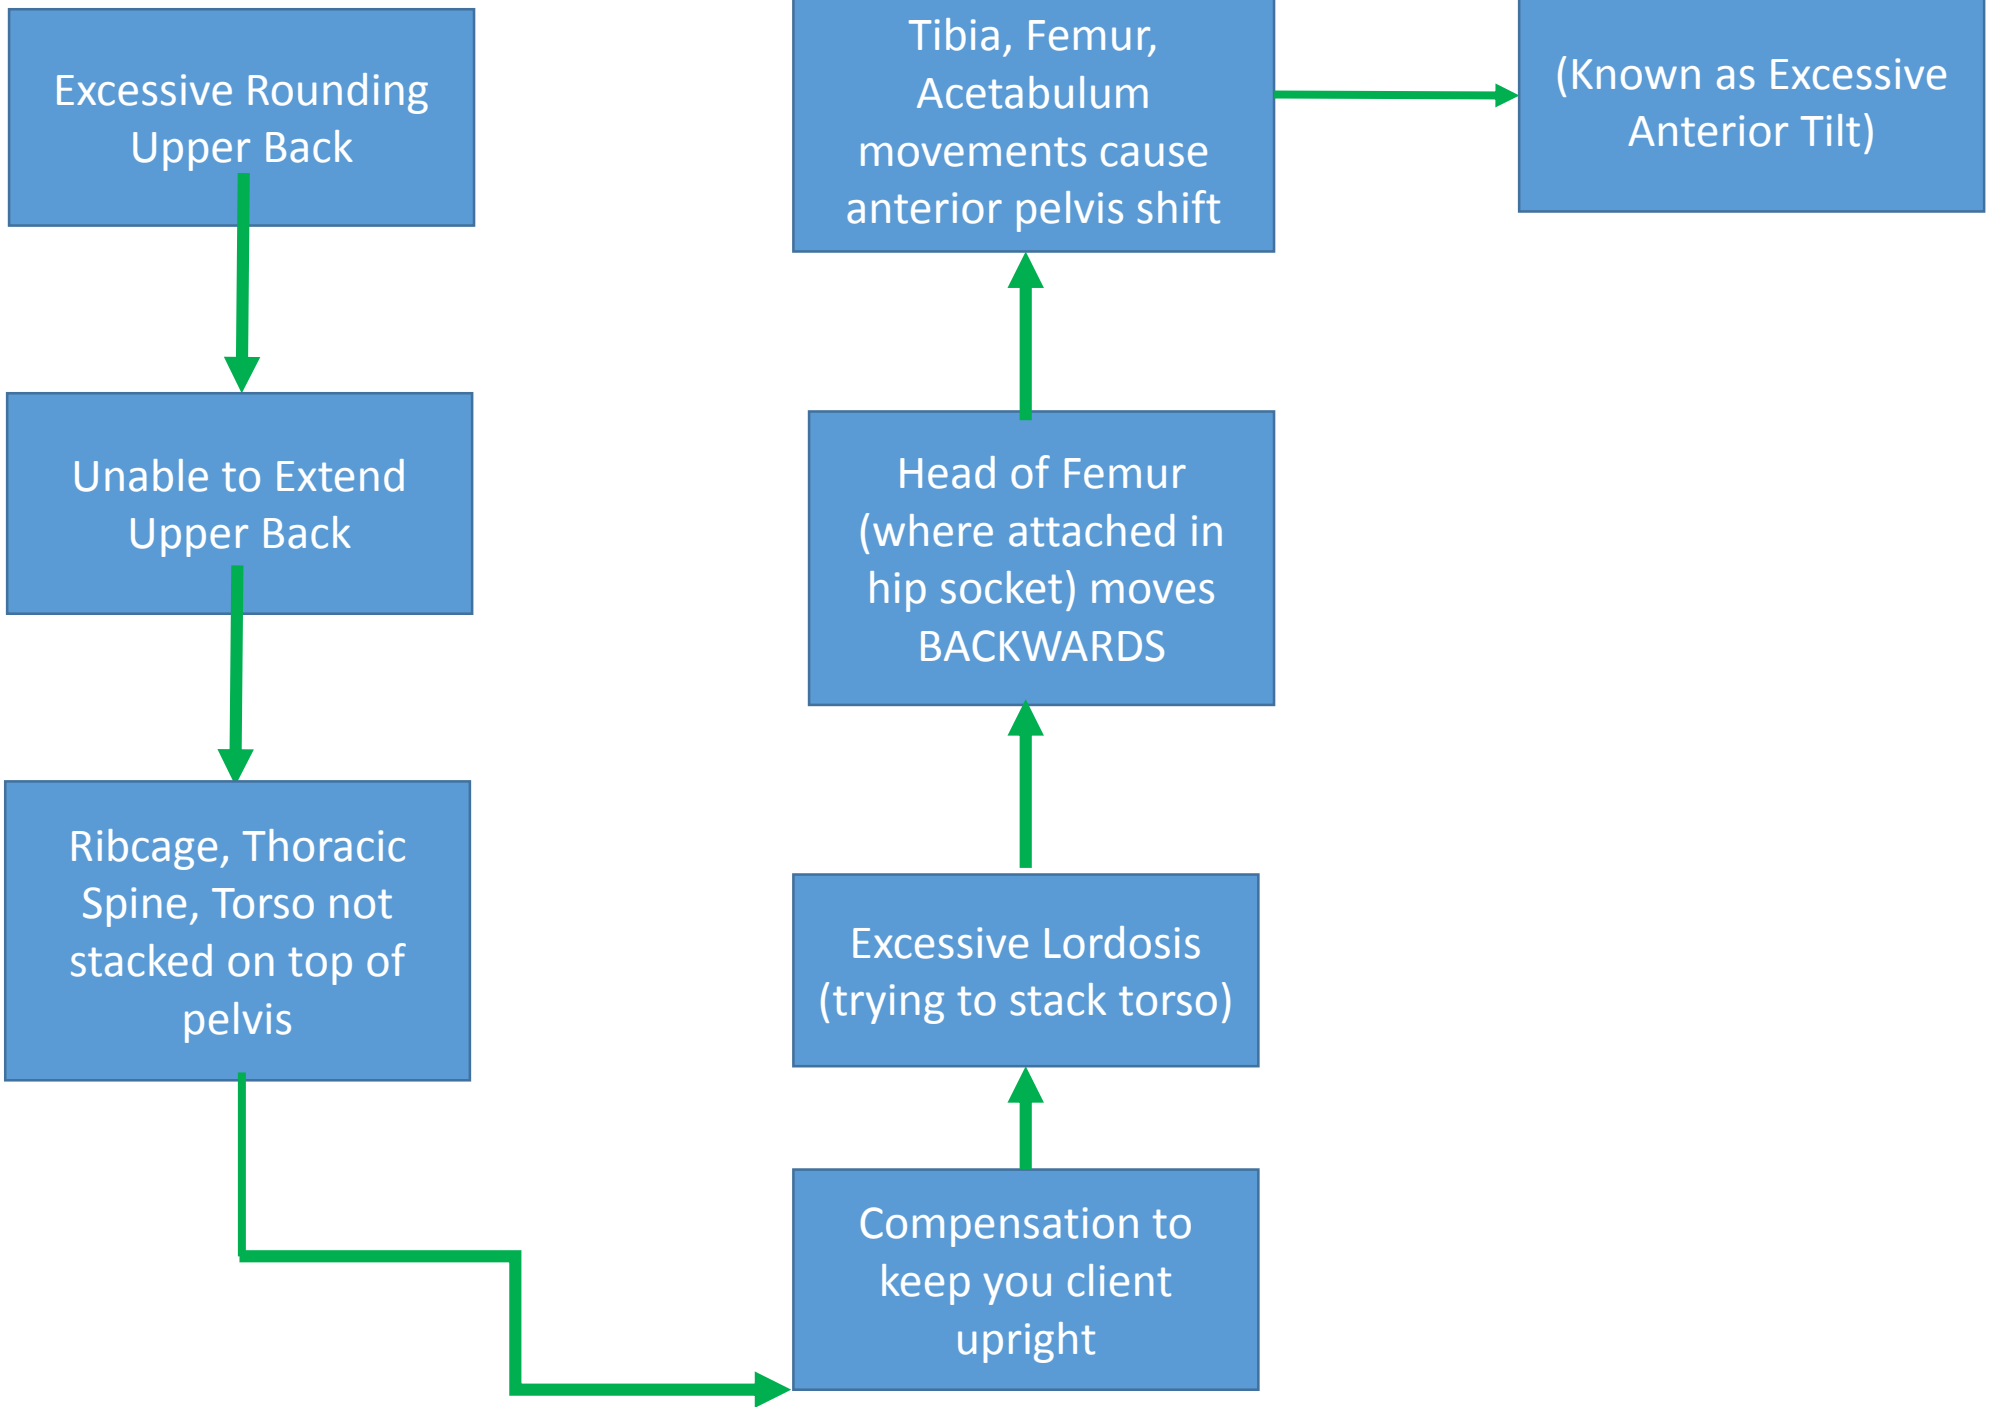 Excessive Rounding
Upper Back
Unable to Extend
Upper Back
Ribcage, Thoracic
Spine, Torso not
stacked on top of
pelvis
Compensation to
keep you client
upright
Excessive Lordosis
(trying to stack torso)
Head of Femur
(where attached in
hip socket) moves
BACKWARDS
Tibia, Femur,
Acetabulum
movements cause
anterior pelvis shift
(Known as Excessive
Anterior Tilt)